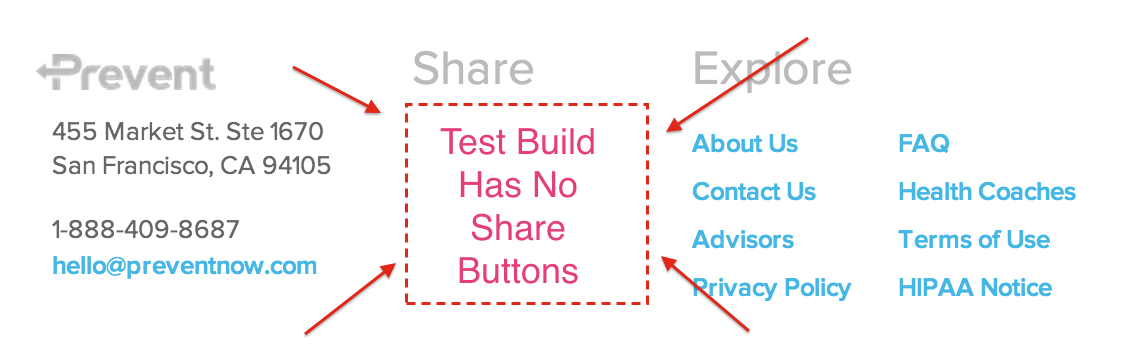 Prevent
455 Market St. Ste 1670
San Francisco, CA 94105
1-888-409-8687
hello@preventnow.com
Share
Test Build
Has No
Share
Buttons
Explore
About Us
Contact Us
Advisors
Privacy Policy
FAQ
Health Coaches
Terms of Use
HIPAA Notice